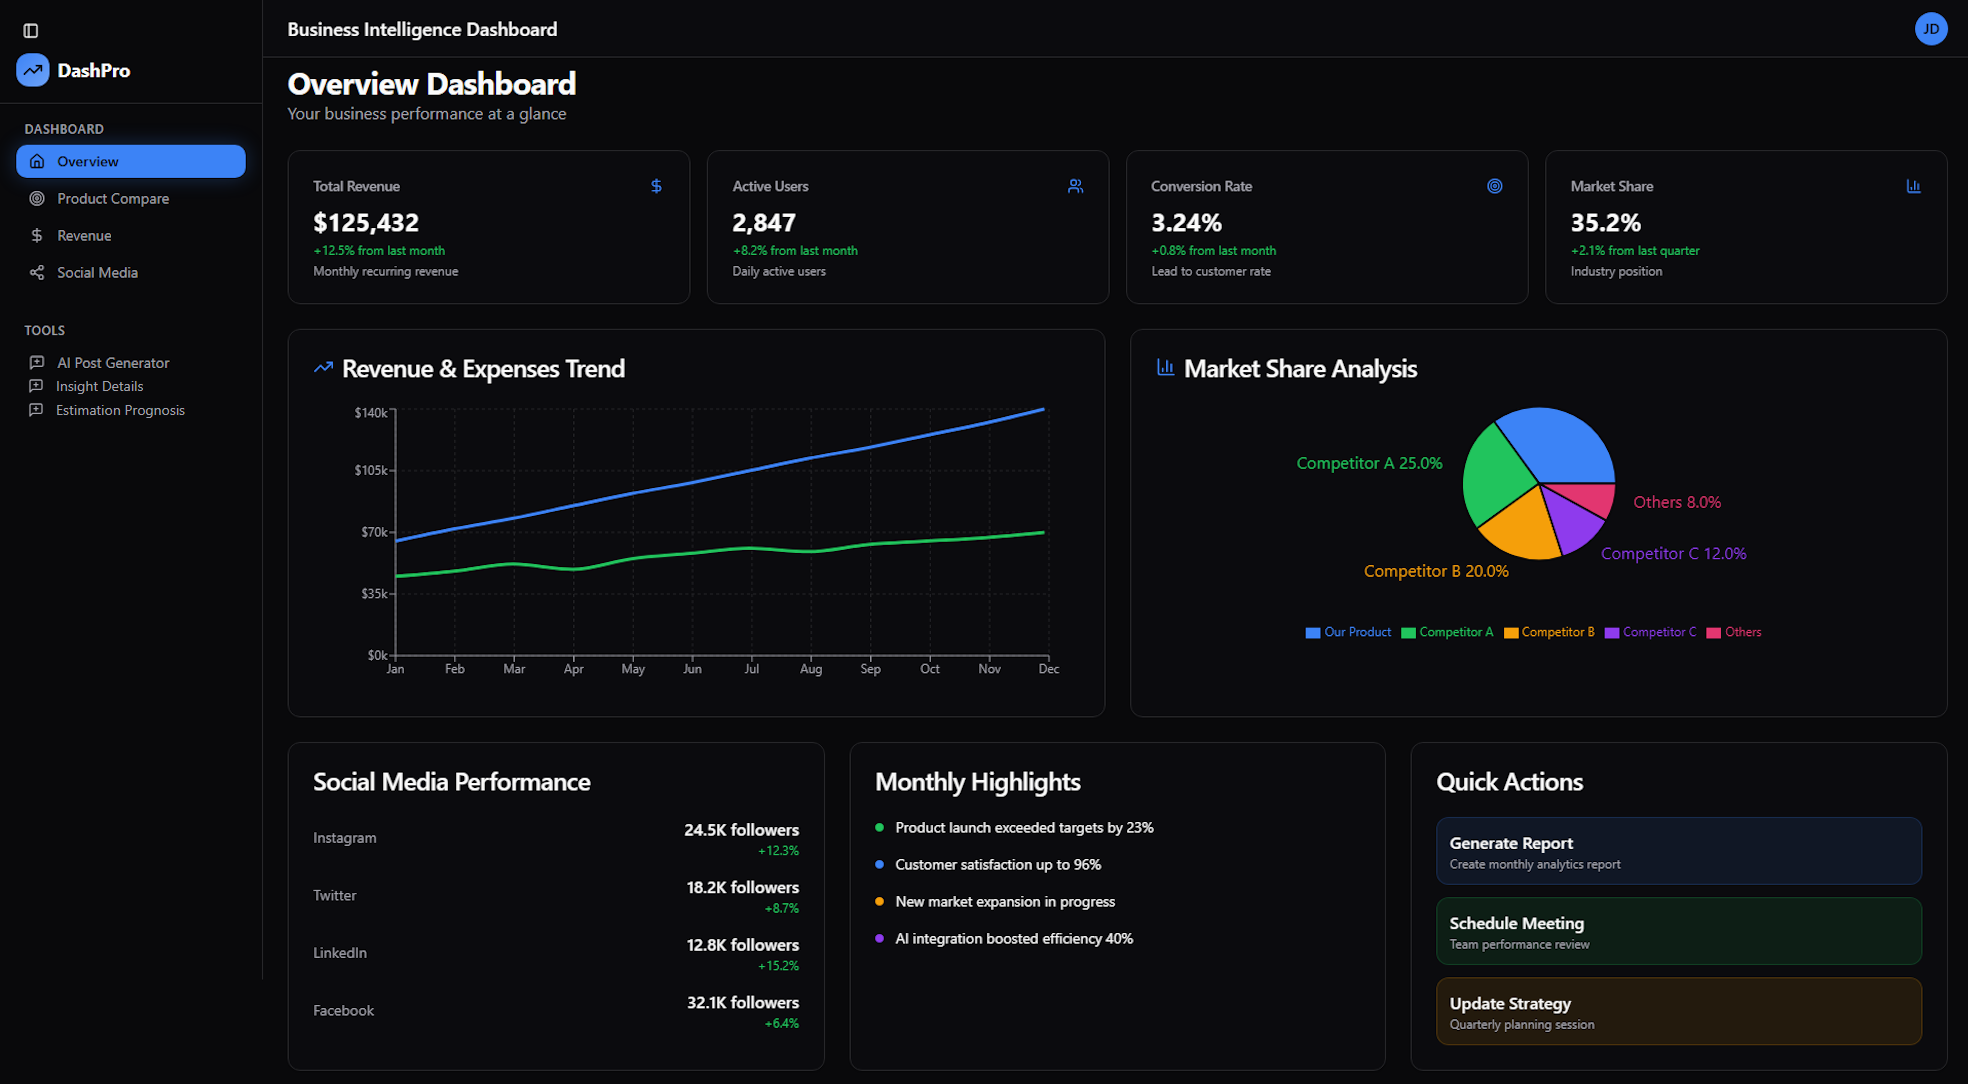 DashPro
DASHBOARD
Overview
Product Compare
Revenue
Social Media
TOOLS
AI Post Generator
Insight Details
Estimation Prognosis
Business Intelligence Dashboard
JD
Overview Dashboard
Your business performance at a glance
Total Revenue
$125,432
+12.5% from last month
Monthly recurring revenue
Active Users
2,847
+8.2% from last month
Daily active users
Conversion Rate
3.24%
+0.8% from last month
Lead to customer rate
Market Share
35.2%
+2.1% from last quarter
Industry position
Revenue & Expenses Trend
$140k
$105k
$70k
$35k
$0k
Jan Feb Mar Apr May Jun Jul Aug Sep Oct Nov Dec
Market Share Analysis
Competitor A 25.0%
Others 8.0%
Competitor C 12.0%
Competitor B 20.0%
Our Product Competitor A Competitor B Competitor C Others
Social Media Performance
Instagram
24.5K followers
+12.3%
Twitter
18.2K followers
+8.7%
LinkedIn
12.8K followers
+15.2%
Facebook
32.1K followers
+6.4%
Monthly Highlights
Product launch exceeded targets by 23%
Customer satisfaction up to 96%
New market expansion in progress
AI integration boosted efficiency 40%
Quick Actions
Generate Report
Create monthly analytics report
Schedule Meeting
Team performance review
Update Strategy
Quarterly planning session